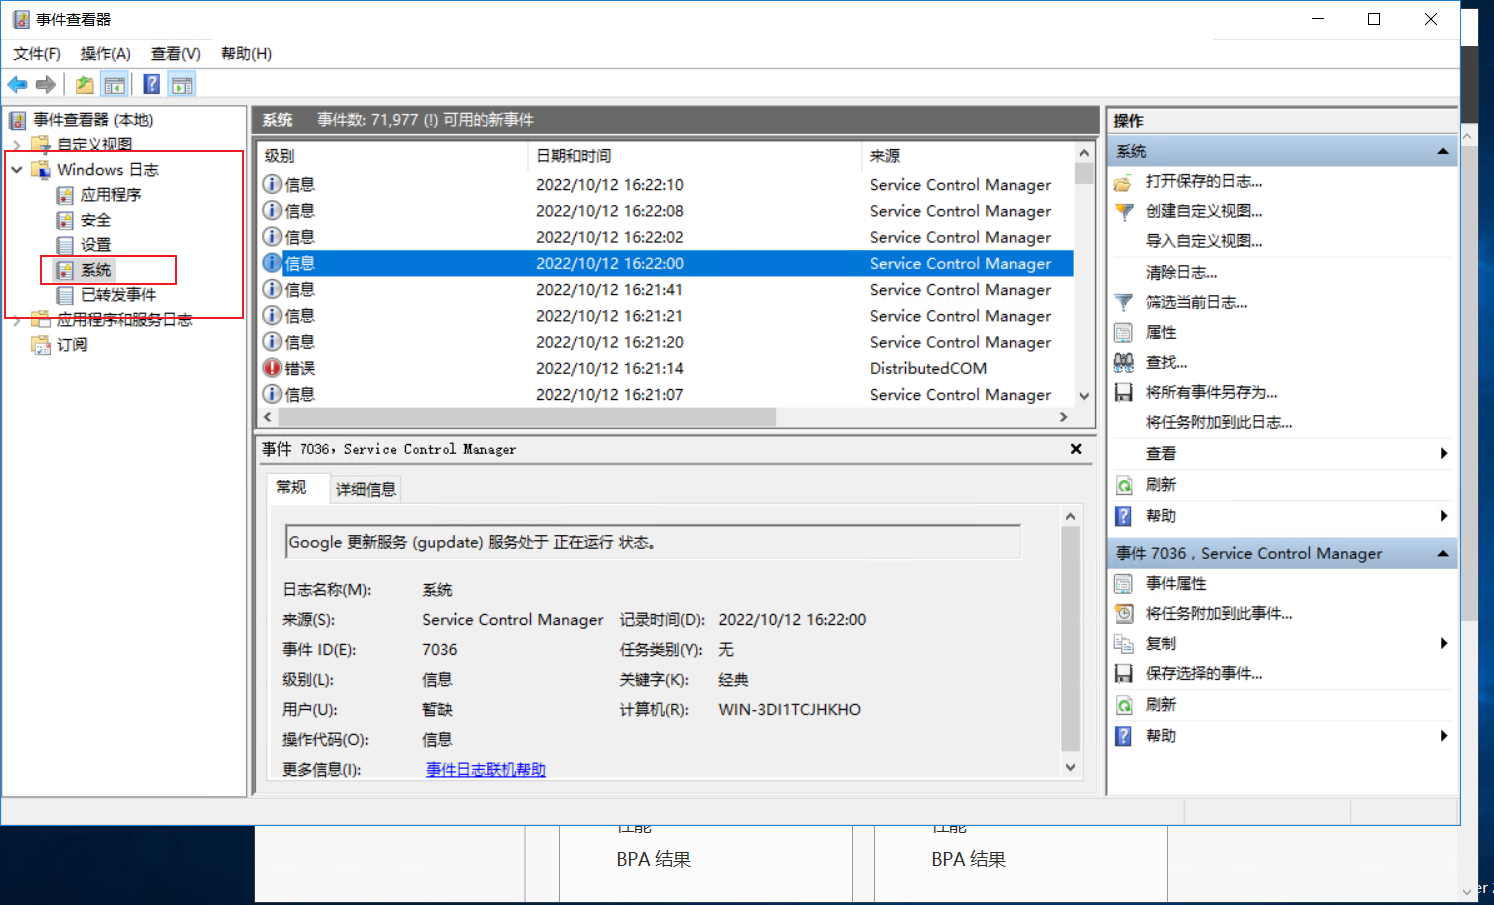 事件查看器
文件(F) 操作(A) 查看(V) 帮助(H)
事件查看器 (本地)
自定义视图
Windows 日志
应用程序
安全
设置
系统
已转发事件
应用程序和服务日志
订阅
系统 事件数: 71,977 (!) 可用的新事件
级别 日期和时间 来源
信息 2022/10/12 16:22:10 Service Control Manager
信息 2022/10/12 16:22:08 Service Control Manager
信息 2022/10/12 16:22:02 Service Control Manager
信息 2022/10/12 16:22:00 Service Control Manager
信息 2022/10/12 16:21:41 Service Control Manager
信息 2022/10/12 16:21:21 Service Control Manager
信息 2022/10/12 16:21:20 Service Control Manager
错误 2022/10/12 16:21:14 DistributedCOM
信息 2022/10/12 16:21:07 Service Control Manager
事件 7036，Service Control Manager
常规 详细信息
Google 更新服务 (gupdate) 服务处于 正在运行 状态。
日志名称(M): 系统
来源(S): Service Control Manager 记录时间(D): 2022/10/12 16:22:00
事件 ID(E): 7036 任务类别(Y): 无
级别(L): 信息 关键字(K): 经典
用户(U): 暂缺 计算机(R): WIN-3DI1TCJHKHO
操作代码(O): 信息
更多信息(I): 事件日志联机帮助
操作
系统
打开保存的日志...
创建自定义视图...
导入自定义视图...
清除日志...
筛选当前日志...
属性
查找...
将所有事件另存为...
将任务附加到此日志...
查看
刷新
帮助
事件 7036，Service Control Manager
事件属性
将任务附加到此事件...
复制
保存选择的事件...
刷新
帮助
性能 性能
BPA 结果 BPA 结果